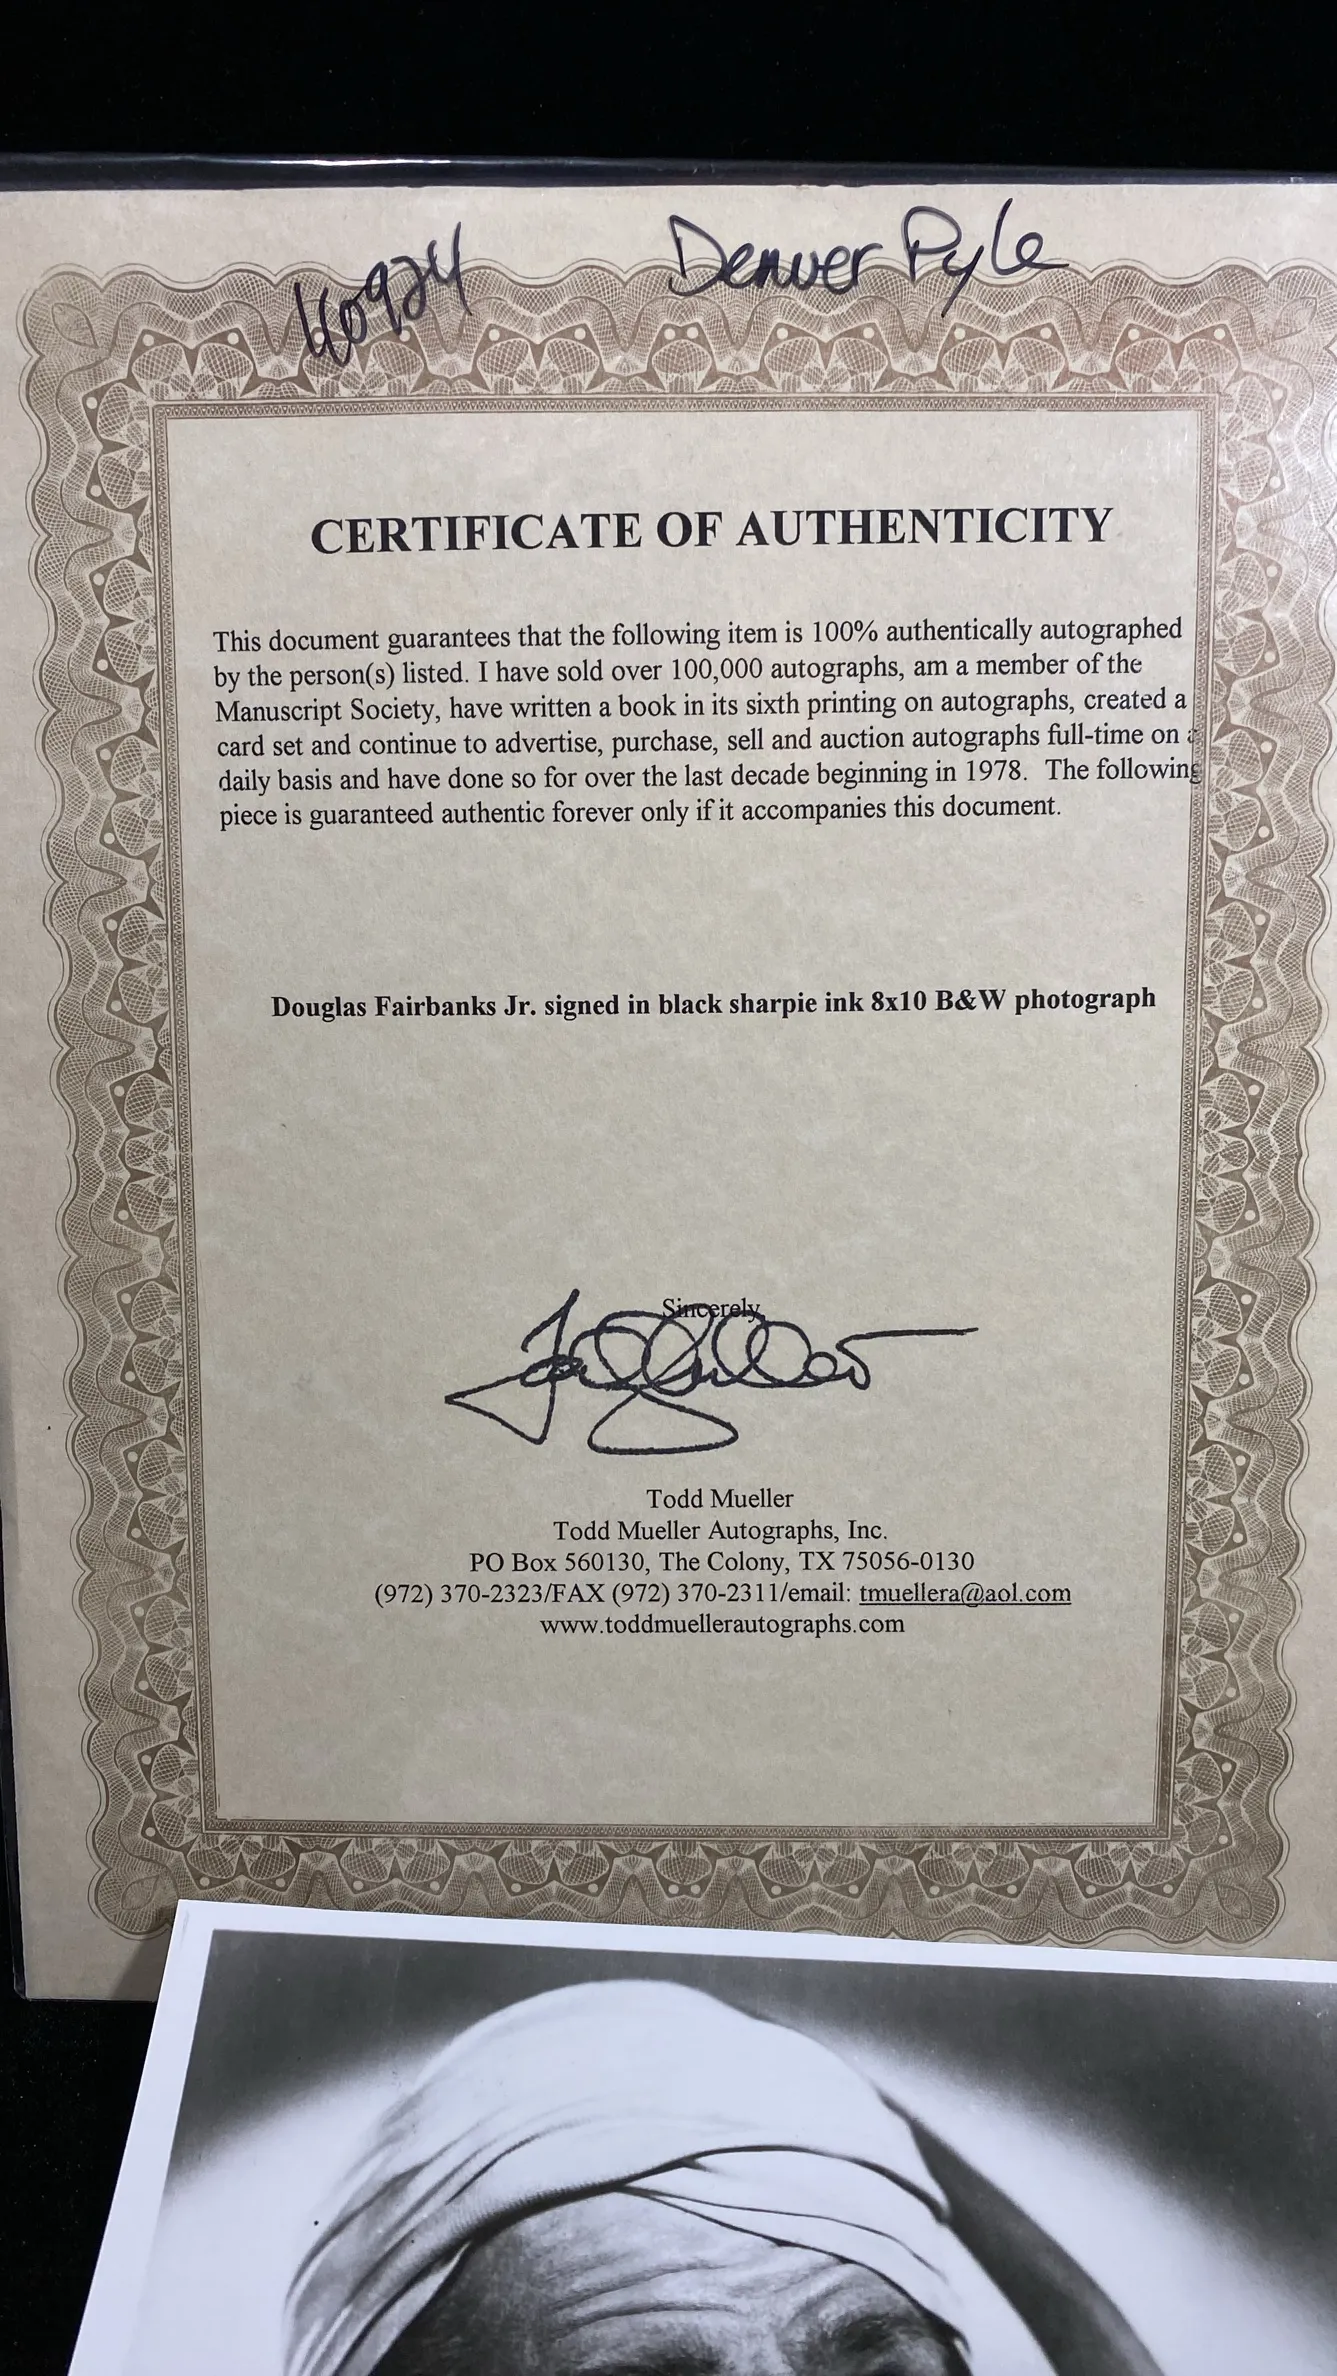 Denver Pyle
CERTIFICATE OF AUTHENTICITY
This document guarantees that the following item is 100% authentically autographed
by the person(s) listed. I have sold over 100,000 autographs, am a member of the
Manuscript Society, have written a book in its sixth printing on autographs, created a
card set and continue to advertise, purchase, sell and auction autographs full-time on a
daily basis and have done so for over the last decade beginning in 1978. The following
piece is guaranteed authentic forever only if it accompanies this document.
Douglas Fairbanks Jr. signed in black sharpie ink 8x10 B&W photograph
Sincerely,
Todd Mueller
Todd Mueller Autographs, Inc.
PO Box 560130, The Colony, TX 75056-0130
(972) 370-2323/FAX (972) 370-2311/email: tmuellera@aol.com
www.toddmuellerautographs.com